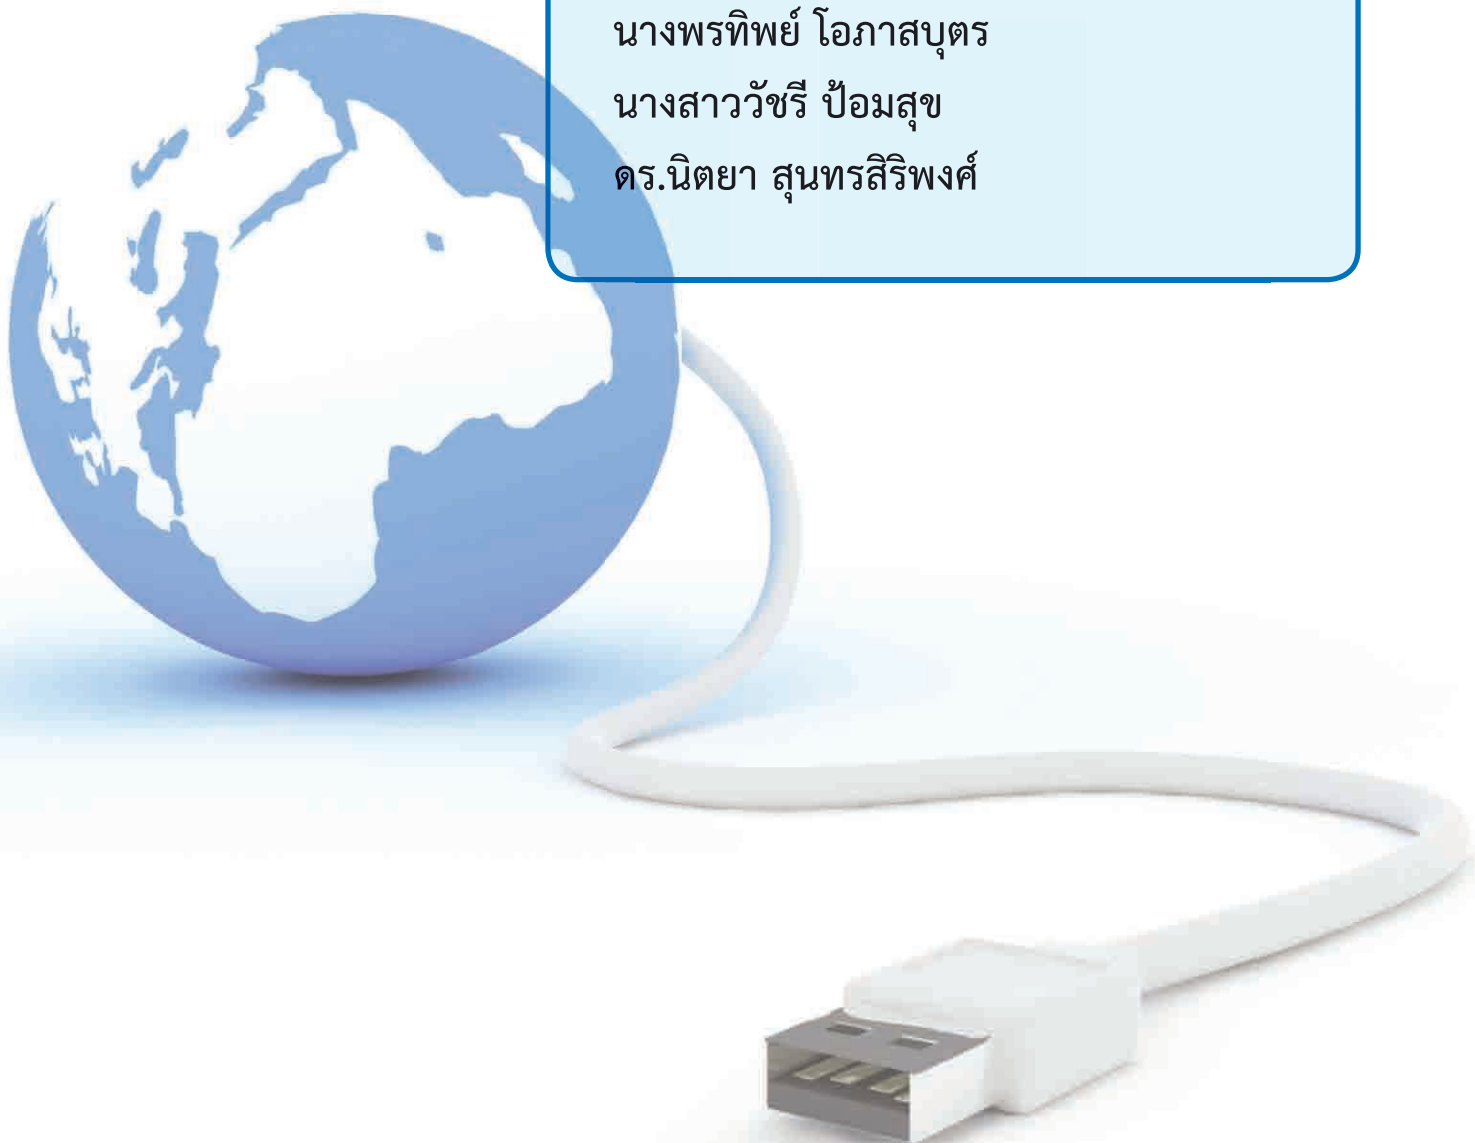 นางพรทิพย์ โอภาสบุตร
นางสาววัชรี ป้อมสุข
ดร.นิตยา สุนทรสิริพงศ์